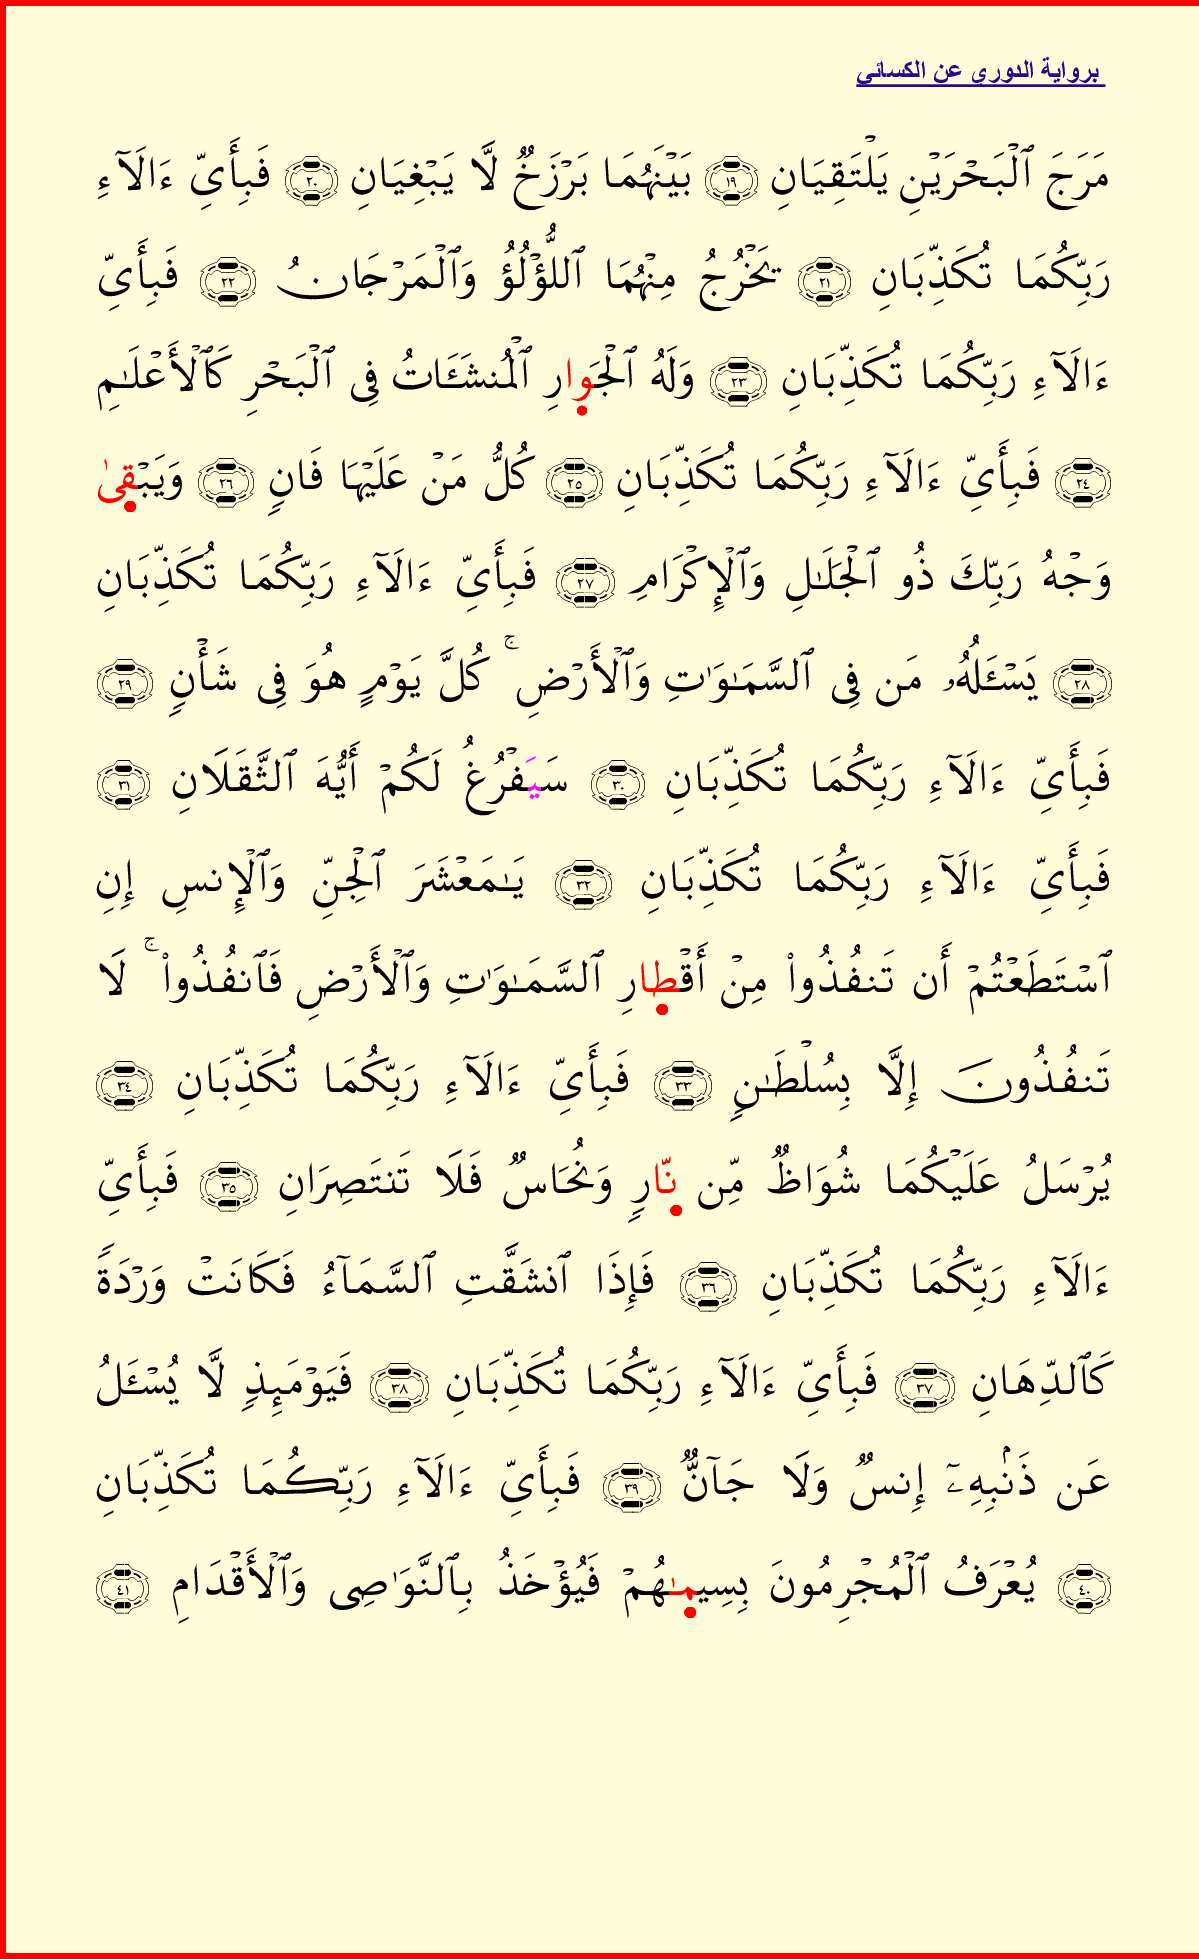 برواية الدوري عن الكسائي
مَرَجَ ٱلْبَحْرَيْنِ يَلْتَقِيَانِ ١٩ بَيْنَهُمَا بَرْزَخٌ لَّا يَبْغِيَانِ ٢٠ فَبِأَىِّ ءَالَآءِ
رَبِّكُمَا تُكَذِّبَانِ ٢١ يَخْرُجُ مِنْهُمَا ٱللُّؤْلُؤُ وَٱلْمَرْجَانُ ٢٢ فَبِأَىِّ
ءَالَآءِ رَبِّكُمَا تُكَذِّبَانِ ٢٣ وَلَهُ ٱلْجَوارِ ٱلْمُنشَـَٔاتُ فِى ٱلْبَحْرِ كَٱلْأَعْلَـٰمِ
٢٤ فَبِأَىِّ ءَالَآءِ رَبِّكُمَا تُكَذِّبَانِ ٢٥ كُلُّ مَنْ عَلَيْهَا فَانٍ ٢٦ وَيَبْقىٰ
وَجْهُ رَبِّكَ ذُو ٱلْجَلَـٰلِ وَٱلْإِكْرَامِ ٢٧ فَبِأَىِّ ءَالَآءِ رَبِّكُمَا تُكَذِّبَانِ
٢٨ يَسْـَٔلُهُۥ مَن فِى ٱلسَّمَـٰوَٰتِ وَٱلْأَرْضِ ۚ كُلَّ يَوْمٍ هُوَ فِى شَأْنٍ ٢٩
فَبِأَىِّ ءَالَآءِ رَبِّكُمَا تُكَذِّبَانِ ٣٠ سَيَفْرُغُ لَكُمْ أَيُّهَ ٱلثَّقَلَانِ ٣١
فَبِأَىِّ ءَالَآءِ رَبِّكُمَا تُكَذِّبَانِ ٣٢ يَـٰمَعْشَرَ ٱلْجِنِّ وَٱلْإِنسِ إِنِ
ٱسْتَطَعْتُمْ أَن تَنفُذُوا۟ مِنْ أَقْطارِ ٱلسَّمَـٰوَٰتِ وَٱلْأَرْضِ فَٱنفُذُوا۟ ۚ لَا
تَنفُذُونَ إِلَّا بِسُلْطَـٰنٍ ٣٣ فَبِأَىِّ ءَالَآءِ رَبِّكُمَا تُكَذِّبَانِ ٣٤
يُرْسَلُ عَلَيْكُمَا شُوَاظٌ مِّن نّارٍ وَنُحَاسٌ فَلَا تَنتَصِرَانِ ٣٥ فَبِأَىِّ
ءَالَآءِ رَبِّكُمَا تُكَذِّبَانِ ٣٦ فَإِذَا ٱنشَقَّتِ ٱلسَّمَآءُ فَكَانَتْ وَرْدَةً
كَٱلدِّهَانِ ٣٧ فَبِأَىِّ ءَالَآءِ رَبِّكُمَا تُكَذِّبَانِ ٣٨ فَيَوْمَئِذٍ لَّا يُسْـَٔلُ
عَن ذَنۢبِهِۦٓ إِنسٌ وَلَا جَآنٌّ ٣٩ فَبِأَىِّ ءَالَآءِ رَبِّكُمَا تُكَذِّبَانِ
٤٠ يُعْرَفُ ٱلْمُجْرِمُونَ بِسِيمـٰهُمْ فَيُؤْخَذُ بِٱلنَّوَٰصِى وَٱلْأَقْدَامِ ٤١